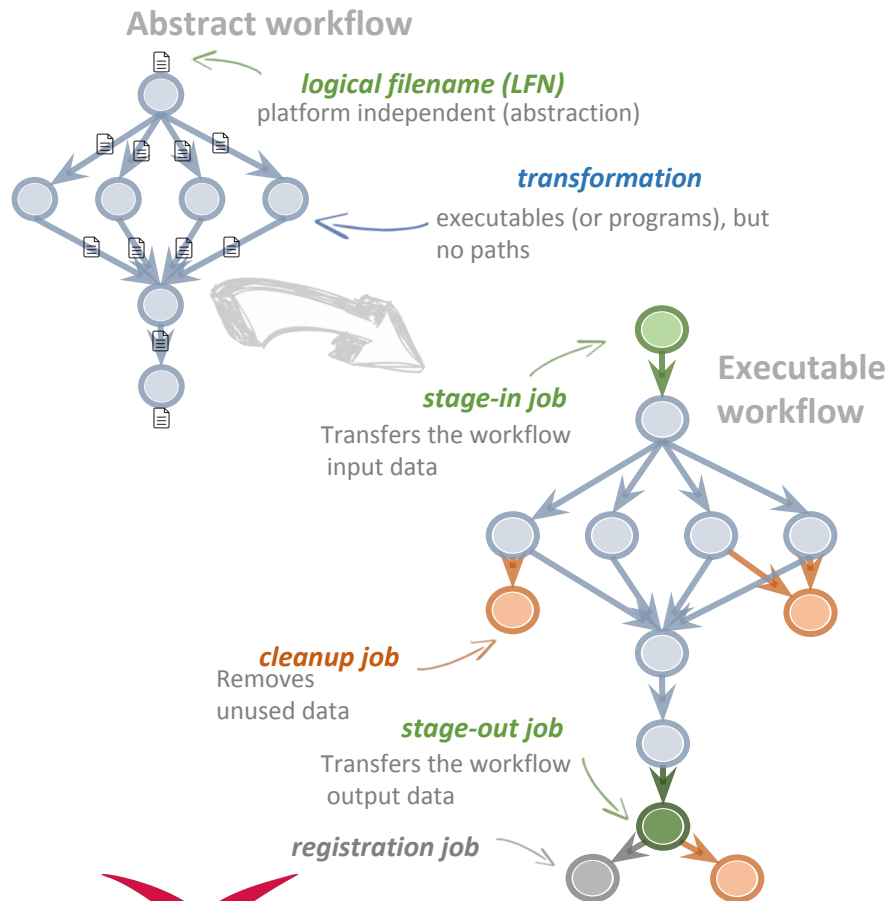 Abstract workflow
logical filename (LFN)
platform independent (abstraction)
transformation
executables (or programs), but
no paths
Executable
workflow
stage-in job
Transfers the workflow
input data
cleanup job
Removes
unused data
stage-out job
Transfers the workflow
output data
registration job